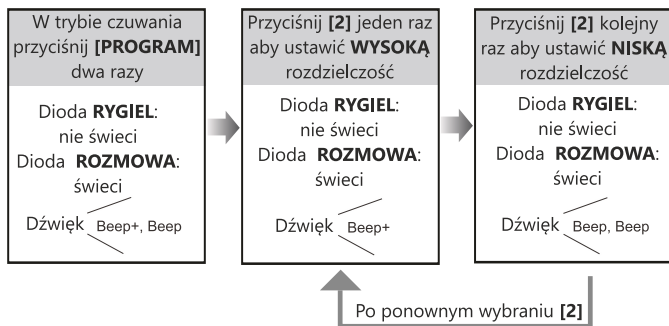 W trybie czuwania
przyciśnij [PROGRAM]
dwa razy
Dioda RYGIEL:
nie świeci
Dioda ROZMOWA:
świeci
Dźwięk Beep+, Beep
Przyciśnij [2] jeden raz
aby ustawić WYSOKĄ
rozdzielczość
Dioda RYGIEL:
nie świeci
Dioda ROZMOWA:
świeci
Dźwięk Beep+
Przyciśnij [2] kolejny
raz aby ustawić NISKĄ
rozdzielczość
Dioda RYGIEL:
nie świeci
Dioda ROZMOWA:
świeci
Dźwięk Beep, Beep
Po ponownym wybraniu [2]